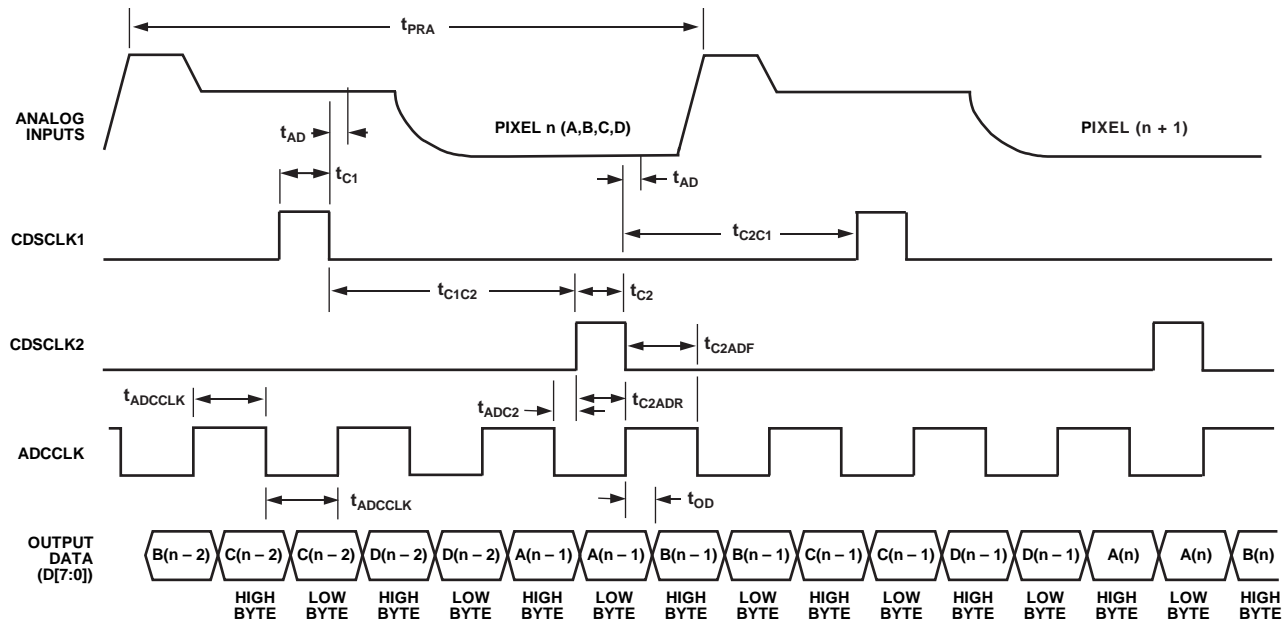 tPRA
ANALOG
INPUTS
tAD
PIXEL n (A,B,C,D)
PIXEL (n + 1)
tC1
tAD
CDSCLK1
tC2C1
tC1C2
tC2
CDSCLK2
tC2ADF
tADCCLK
tADC2
tC2ADR
ADCCLK
tADCCLK
tOD
OUTPUT
DATA
(D[7:0])
B(n – 2) C(n – 2) C(n – 2) D(n – 2) D(n – 2) A(n – 1) A(n – 1) B(n – 1) B(n – 1) C(n – 1) C(n – 1) D(n – 1) D(n – 1) A(n) A(n) B(n)
HIGH LOW HIGH LOW HIGH LOW HIGH LOW HIGH LOW HIGH LOW HIGH LOW HIGH
BYTE BYTE BYTE BYTE BYTE BYTE BYTE BYTE BYTE BYTE BYTE BYTE BYTE BYTE BYTE